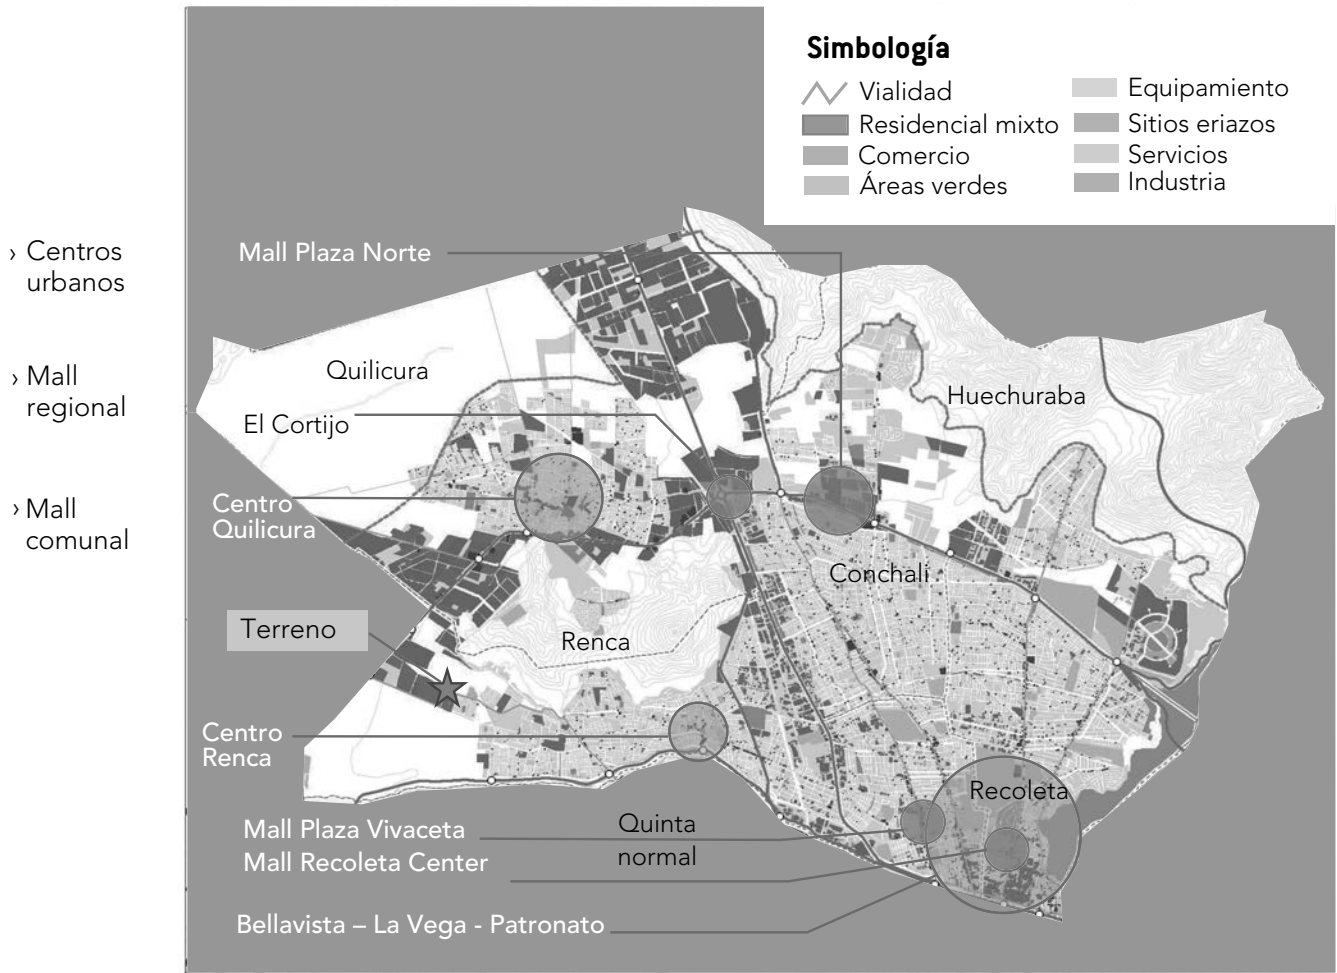 Simbología
Vialidad
Residencial mixto
Comercio
Áreas verdes
Equipamiento
Sitios eriazos
Servicios
Industria
› Centros
urbanos
› Mall
regional
› Mall
comunal
Mall Plaza Norte
Quilicura
Huechuraba
El Cortijo
Centro
Quilicura
Conchalí
Terreno
Renca
Centro
Renca
Recoleta
Mall Plaza Vivaceta
Mall Recoleta Center
Quinta
normal
Bellavista – La Vega - Patronato